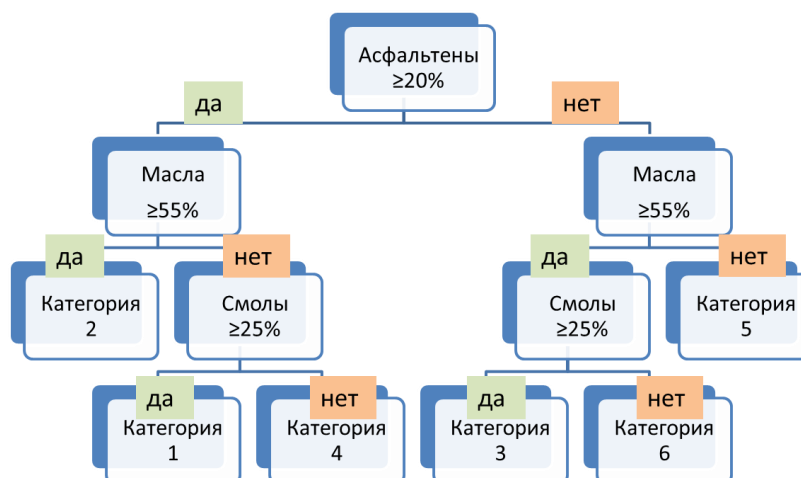 Асфальтены
≥20%
да
нет
Масла
≥55%
Масла
≥55%
да
нет
да
нет
Категория
2
Смолы
≥25%
Смолы
≥25%
Категория
5
да
нет
да
нет
Категория
1
Категория
4
Категория
3
Категория
6